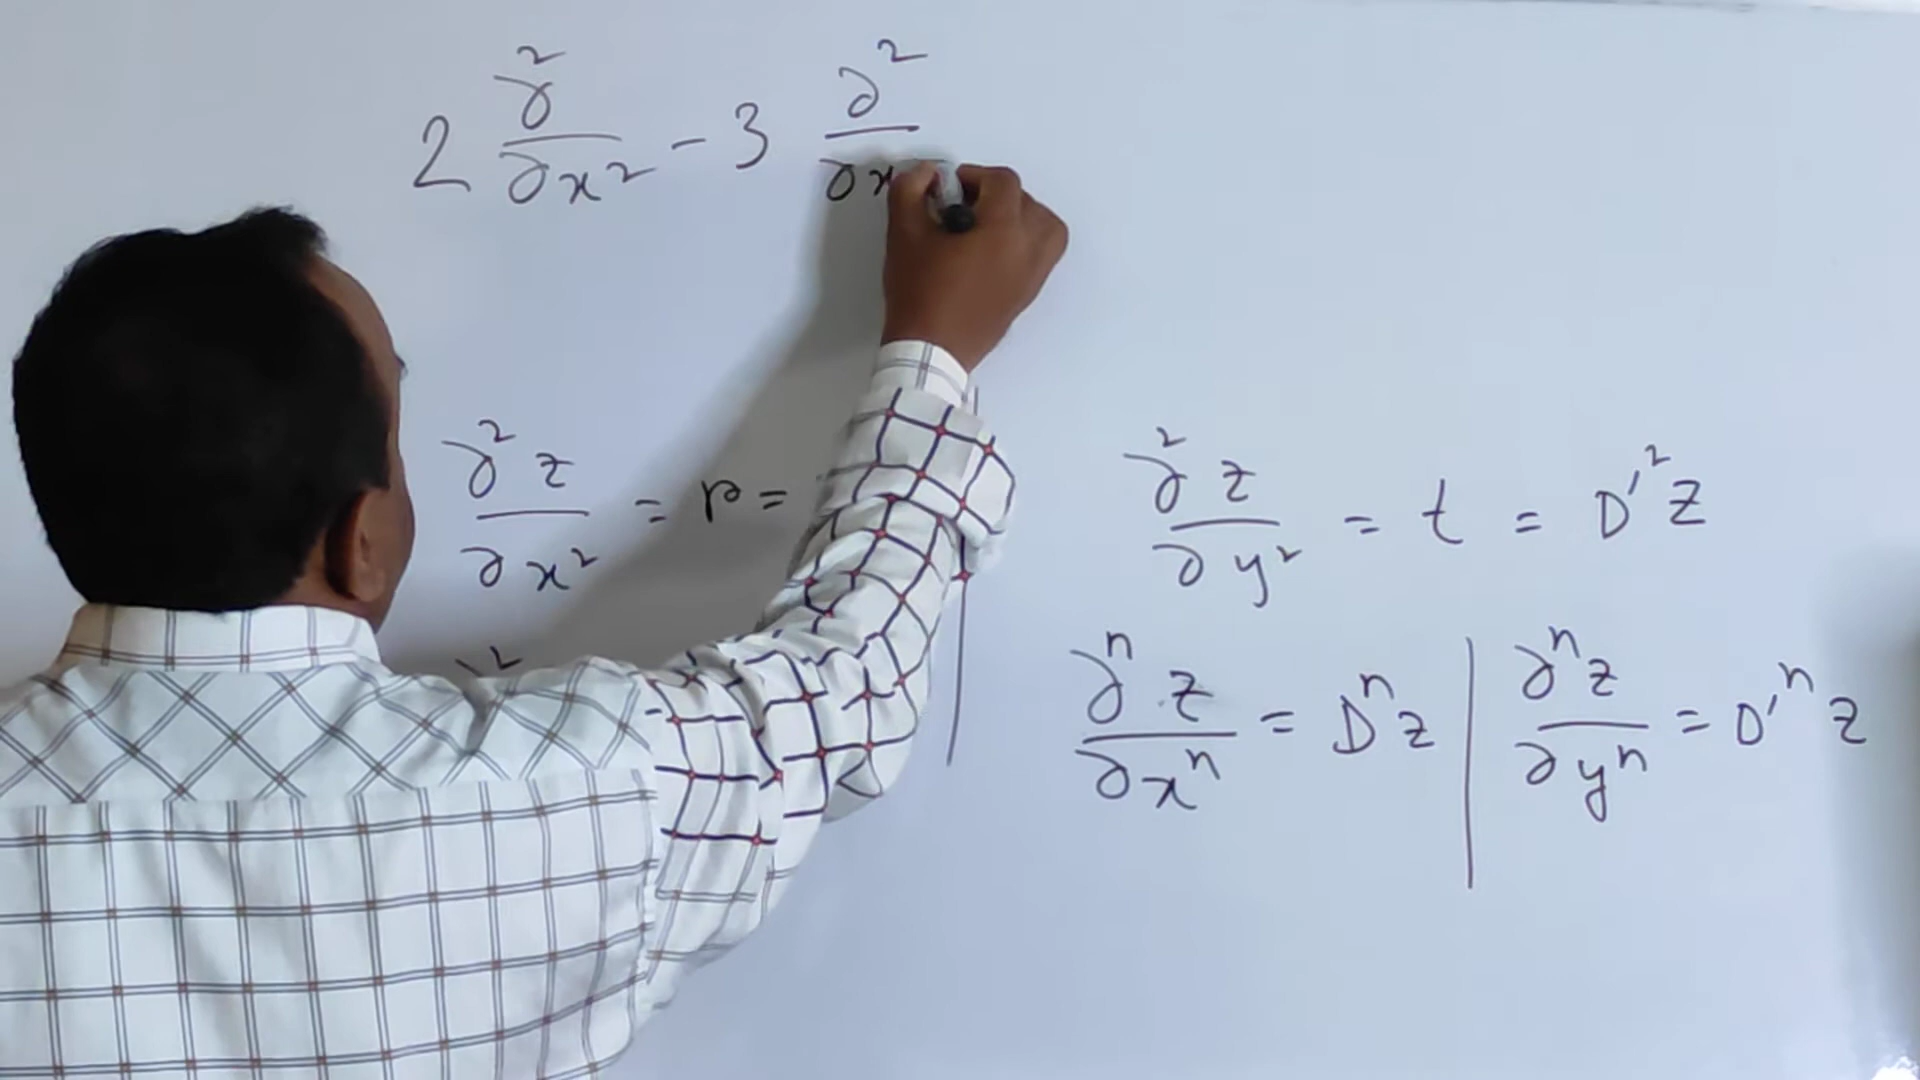 2 ∂²/∂x² - 3 ∂²/∂x
∂²z/∂x² = r =
∂²z/∂y² = t = D'²z
∂ⁿz/∂xⁿ = Dⁿz | ∂ⁿz/∂yⁿ = D'ⁿz